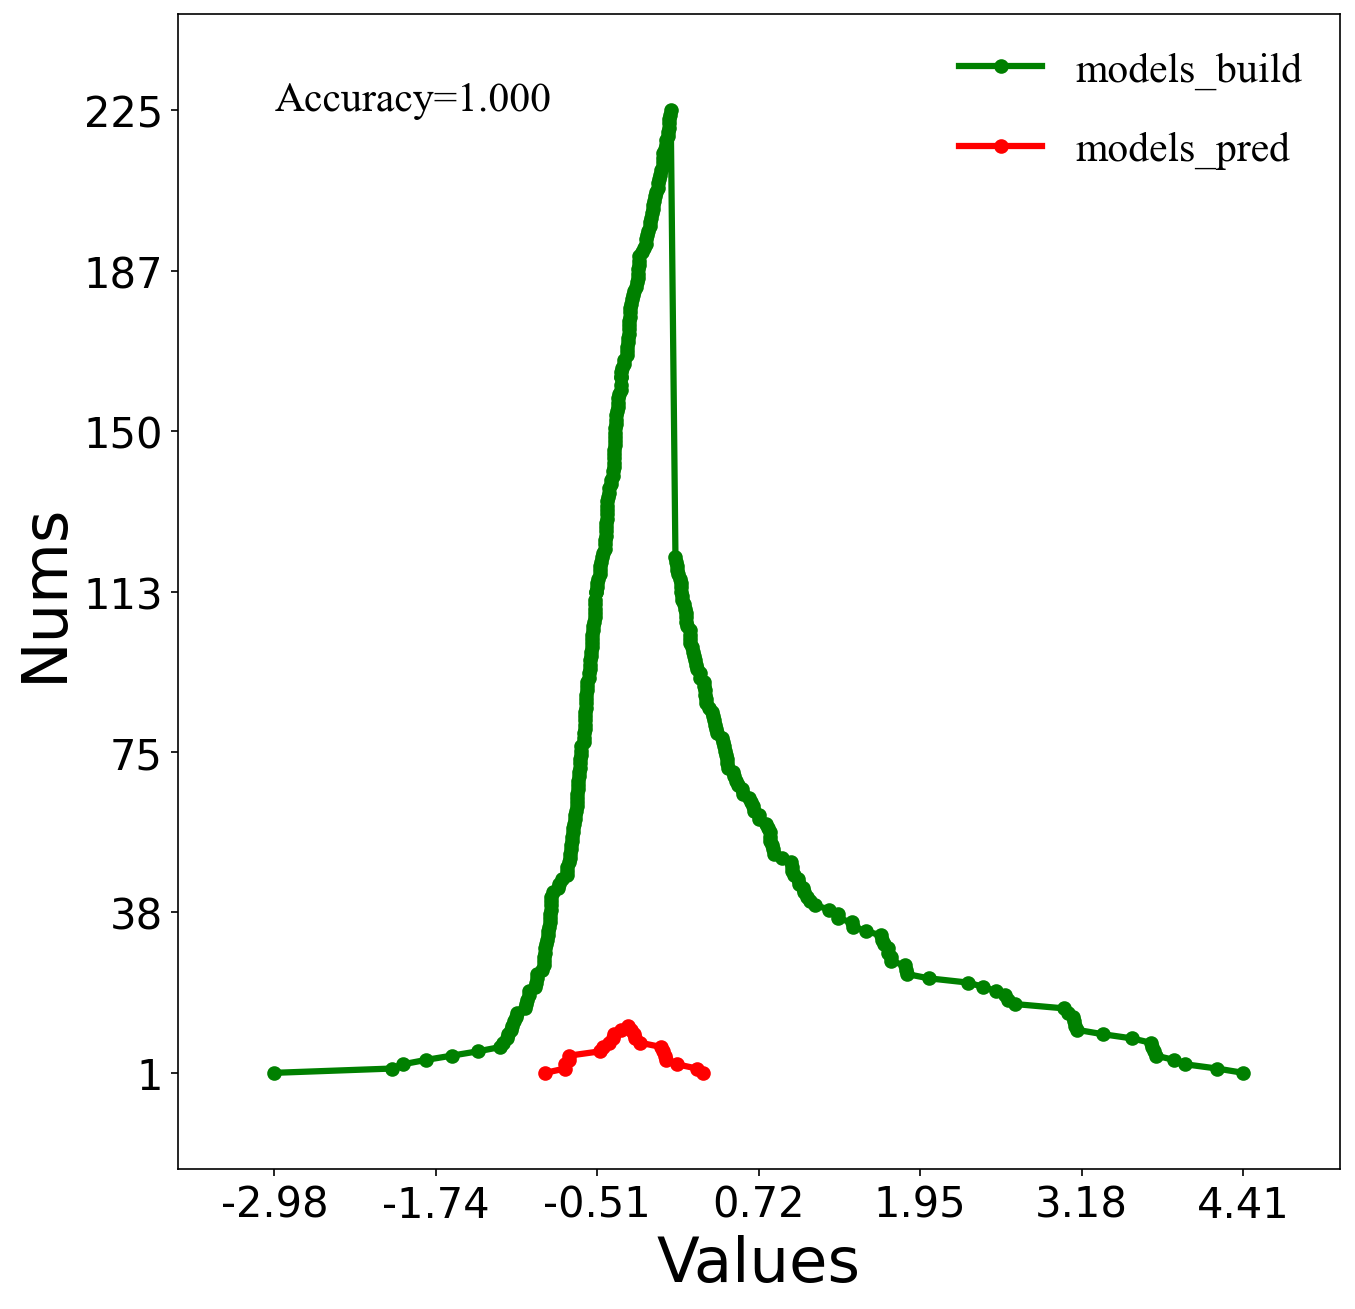 Accuracy=1.000
models_build
models_pred
225
187
150
113
75
38
1
Nums
-2.98 -1.74 -0.51 0.72 1.95 3.18 4.41
Values